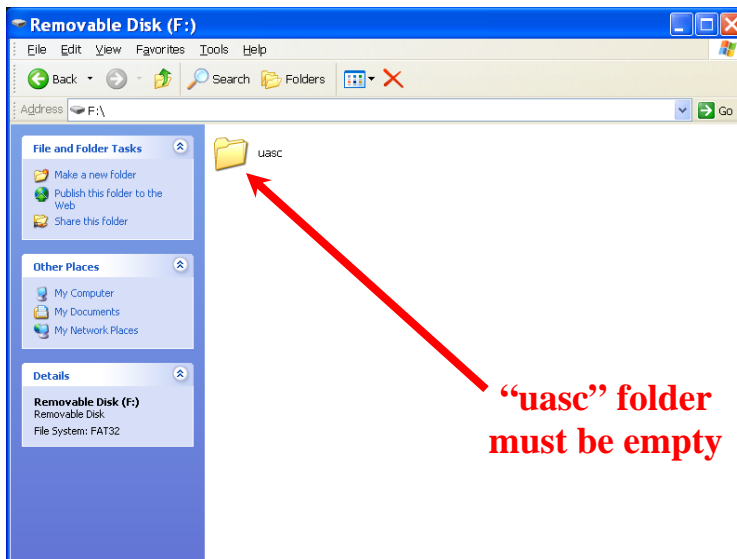 Removable Disk (F:)
File Edit View Favorites Tools Help
Back Search Folders
Address F:\ Go
File and Folder Tasks
Make a new folder
Publish this folder to the
Web
Share this folder
uasc
Other Places
My Computer
My Documents
My Network Places
Details
Removable Disk (F:)
Removable Disk
File System: FAT32
“uasc” folder
must be empty